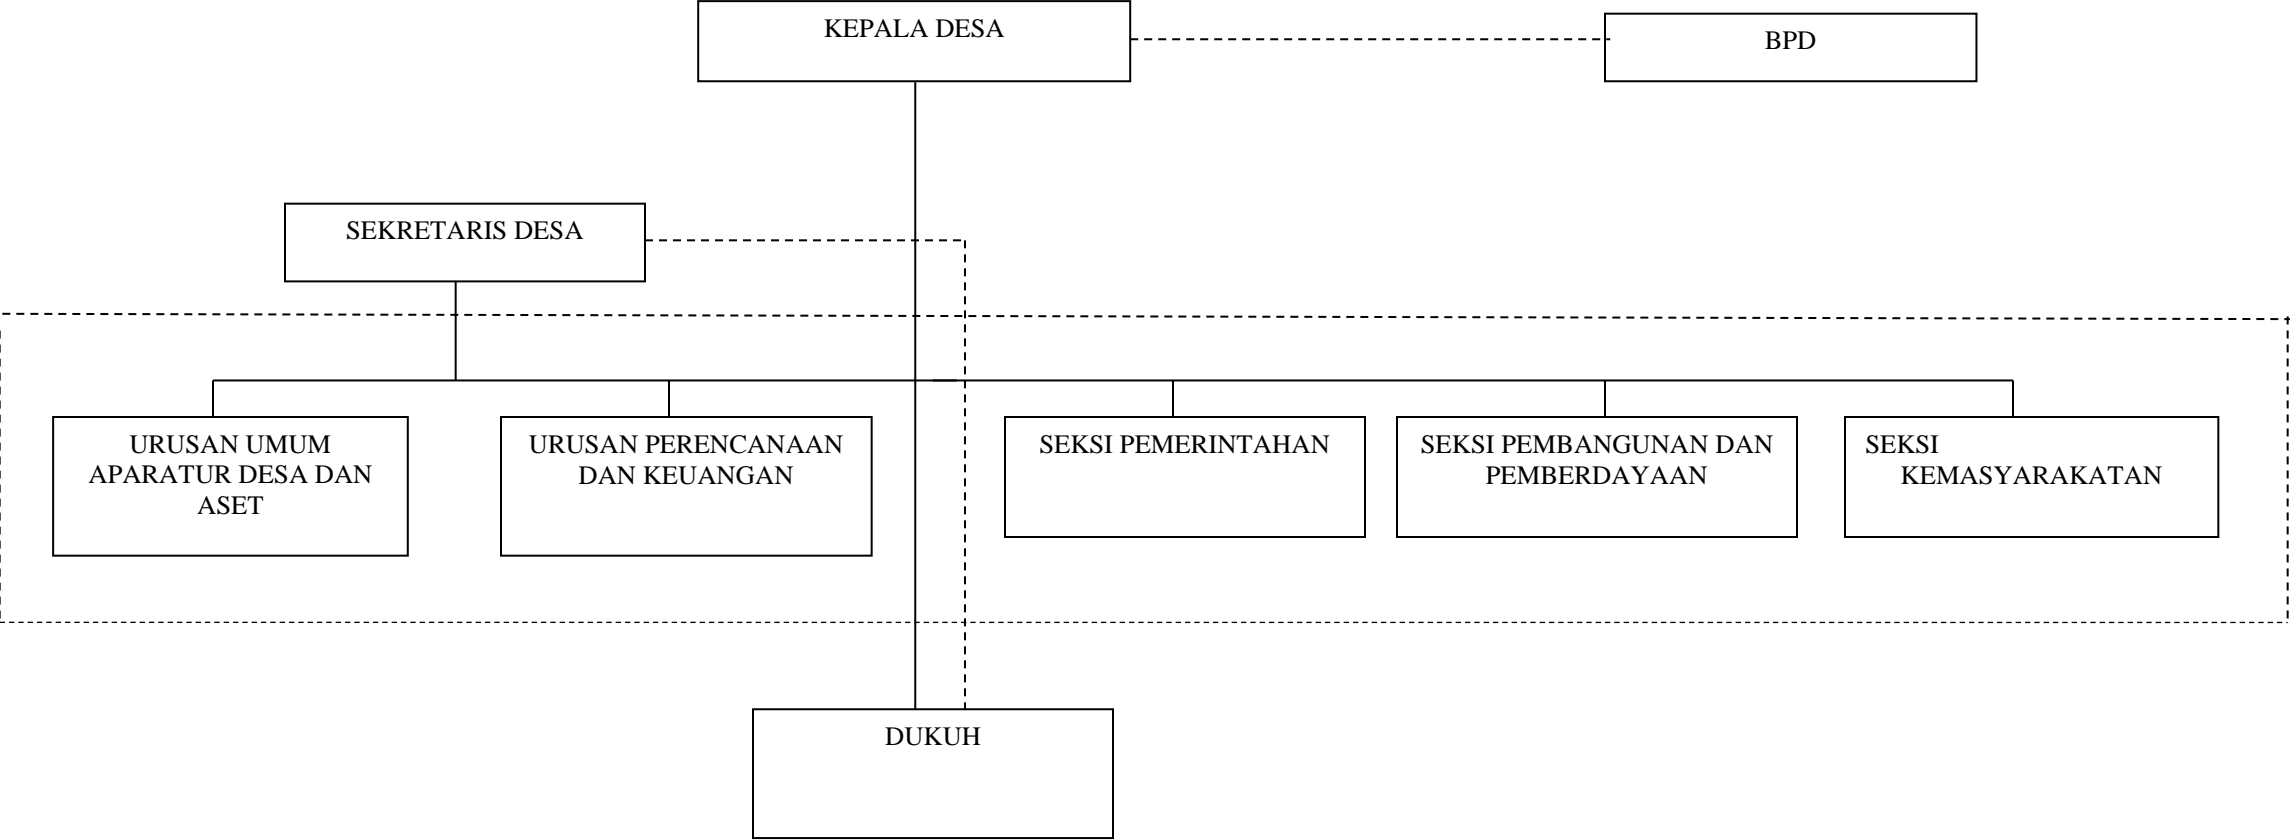 KEPALA DESA
BPD
SEKRETARIS DESA
URUSAN UMUM
APARATUR DESA DAN
ASET
URUSAN PERENCANAAN
DAN KEUANGAN
SEKSI PEMERINTAHAN
SEKSI PEMBANGUNAN DAN
PEMBERDAYAAN
SEKSI
KEMASYARAKATAN
DUKUH